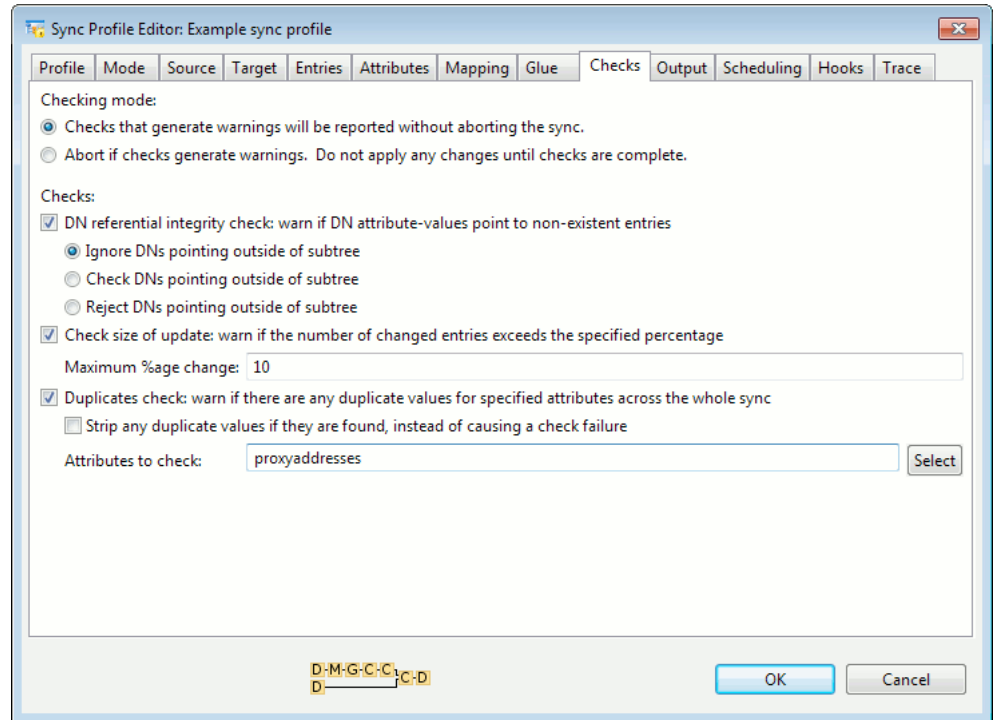 Sync Profile Editor: Example sync profile
Profile Mode Source Target Entries Attributes Mapping Glue Checks Output Scheduling Hooks Trace
Checking mode:
Checks that generate warnings will be reported without aborting the sync.
Abort if checks generate warnings.  Do not apply any changes until checks are complete.
Checks:
DN referential integrity check: warn if DN attribute-values point to non-existent entries
Ignore DNs pointing outside of subtree
Check DNs pointing outside of subtree
Reject DNs pointing outside of subtree
Check size of update: warn if the number of changed entries exceeds the specified percentage
Maximum %age change: 10
Duplicates check: warn if there are any duplicate values for specified attributes across the whole sync
Strip any duplicate values if they are found, instead of causing a check failure
Attributes to check: proxyaddresses Select
D-M-G-C-C
D C-D
OK Cancel